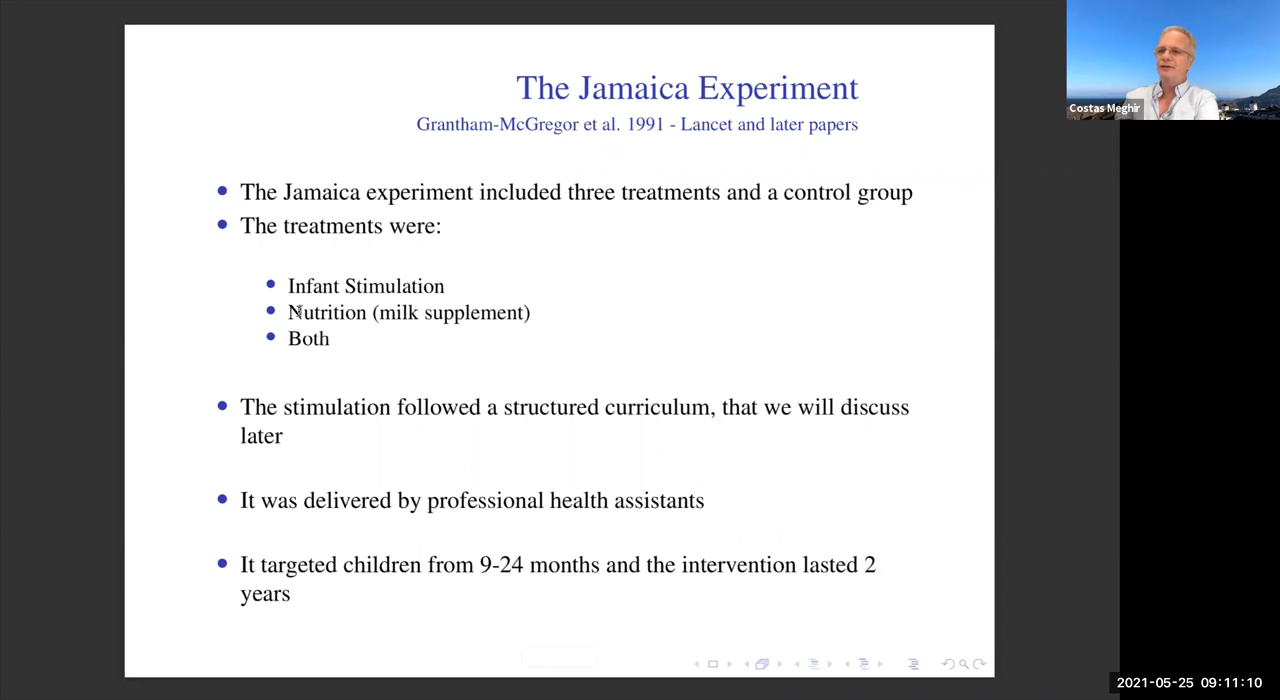 The Jamaica Experiment
Grantham-McGregor et al. 1991 - Lancet and later papers
The Jamaica experiment included three treatments and a control group
The treatments were:
Infant Stimulation
Nutrition (milk supplement)
Both
The stimulation followed a structured curriculum, that we will discuss
later
It was delivered by professional health assistants
It targeted children from 9-24 months and the intervention lasted 2
years
Costas Meghir
2021-05-25 09:11:10